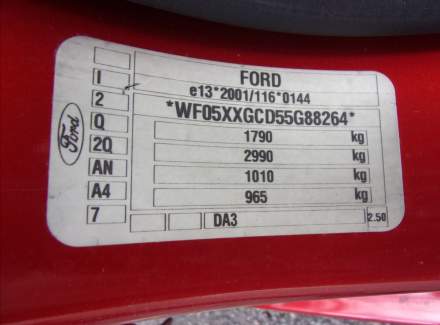 FORD
I e13*2001/116*0144
2 *WF05XXGCD55G88264*
Q 1790 kg
2Q 2990 kg
AN 1010 kg
A4 965 kg
7 DA3 2.50
Ford